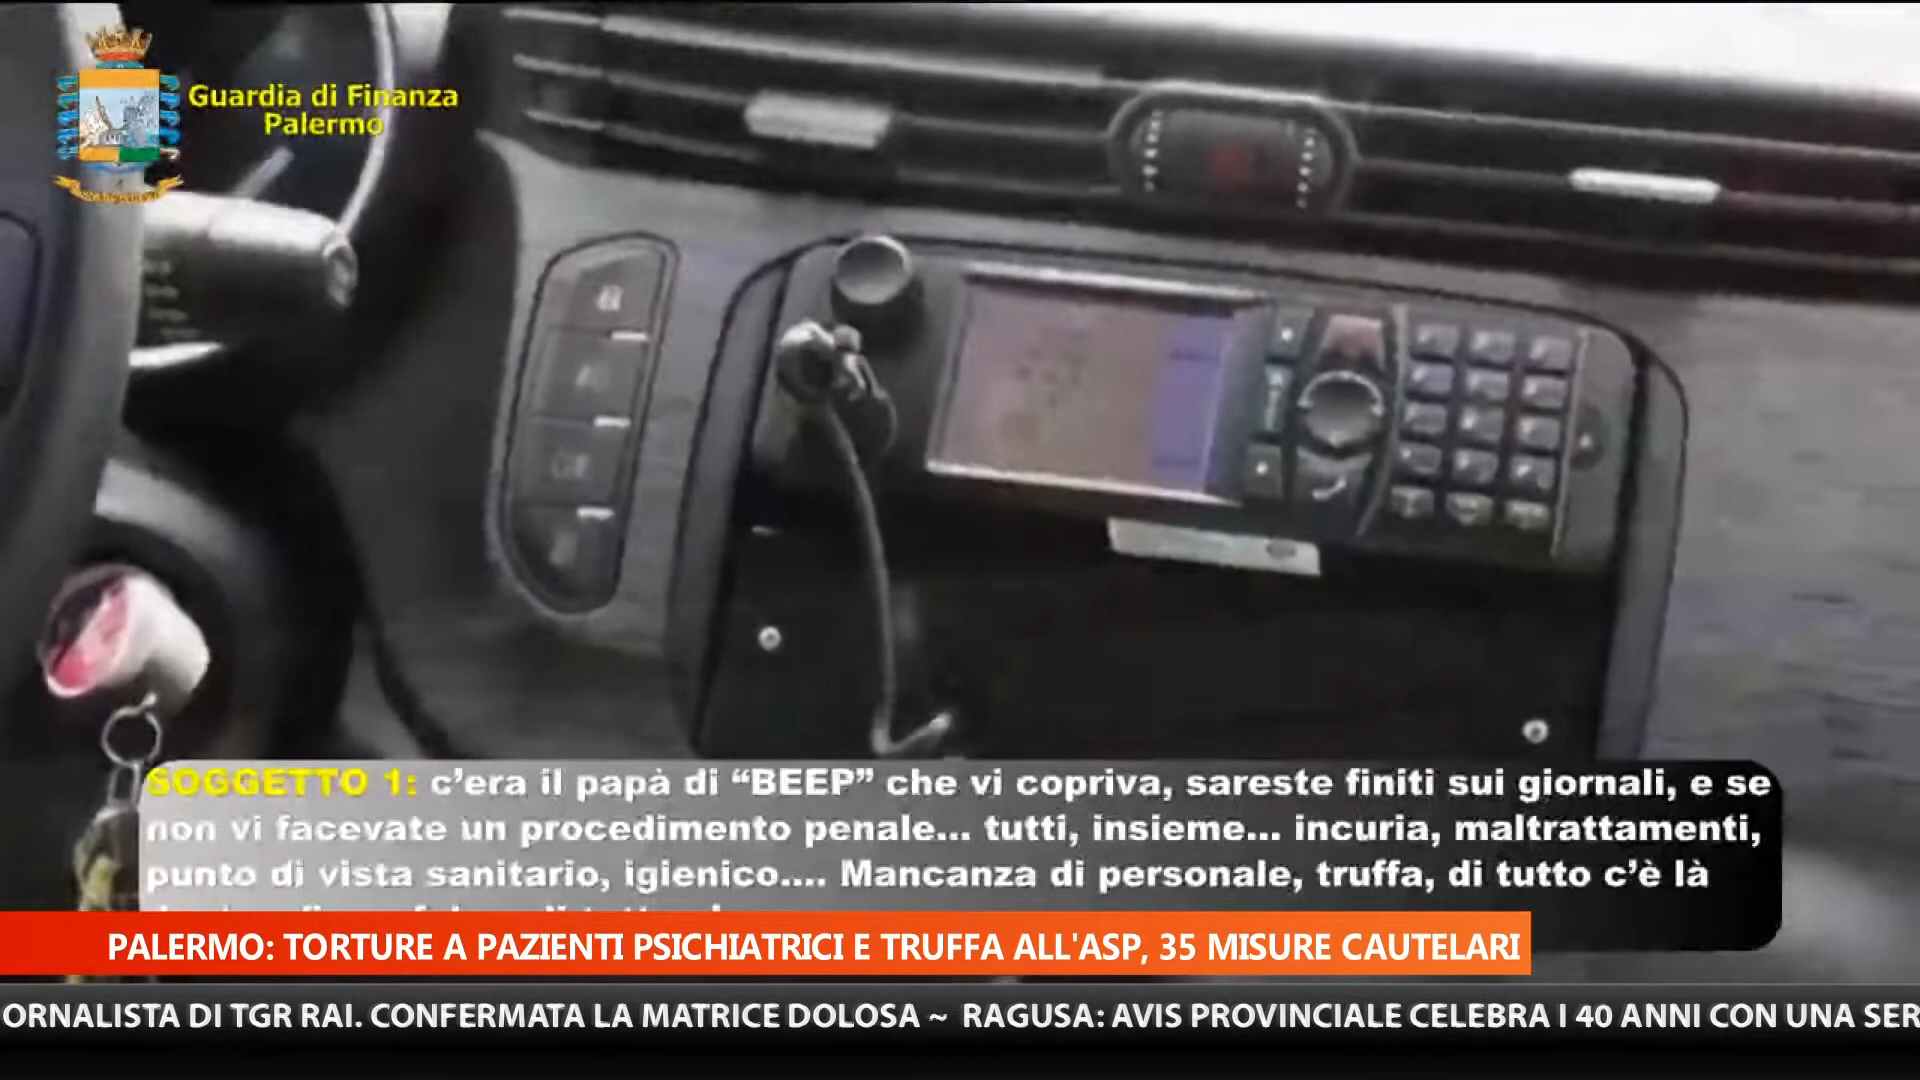 Guardia di Finanza
Palermo
SOGGETTO 1: c'era il papà di “BEEP” che vi copriva, sareste finiti sui giornali, e se
non vi facevate un procedimento penale... tutti, insieme... incuria, maltrattamenti,
punto di vista sanitario, igienico.... Mancanza di personale, truffa, di tutto c'è là
PALERMO: TORTURE A PAZIENTI PSICHIATRICI E TRUFFA ALL'ASP, 35 MISURE CAUTELARI
ORNALISTA DI TGR RAI. CONFERMATA LA MATRICE DOLOSA ~ RAGUSA: AVIS PROVINCIALE CELEBRA I 40 ANNI CON UNA SER